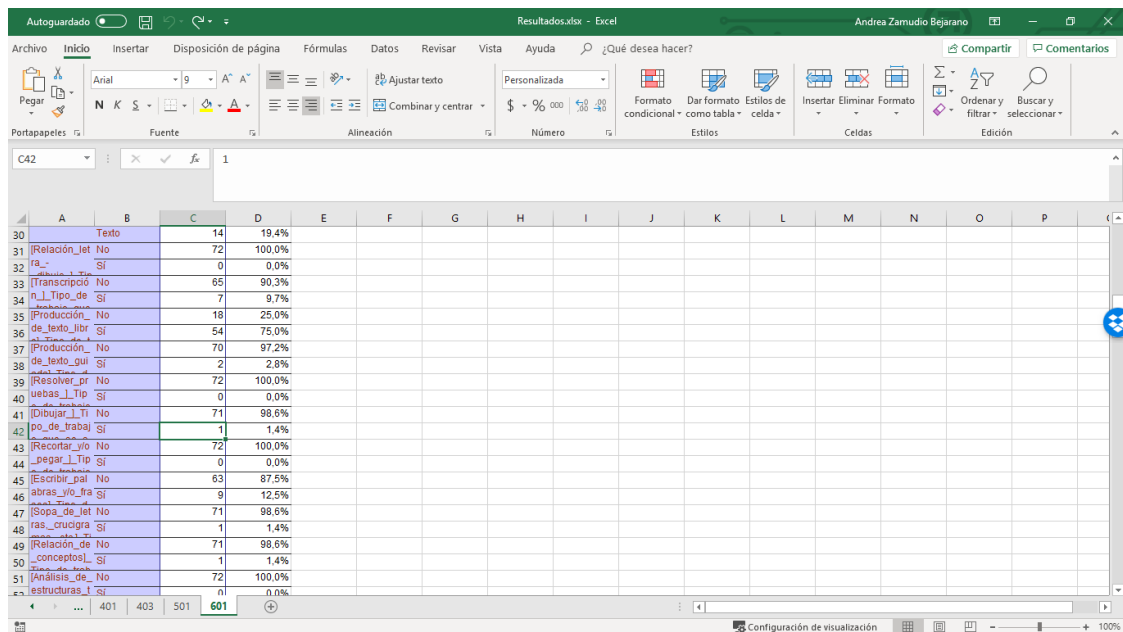 Autoguardado Resultados.xlsx - Excel Andrea Zamudio Bejarano
Archivo Inicio Insertar Disposición de página Fórmulas Datos Revisar Vista Ayuda ¿Qué desea hacer? Compartir Comentarios
Pegar
Portapapeles
Arial 9 A^ A˅
N K S A
Fuente
ab Ajustar texto
Combinar y centrar
Alineación
Personalizada
$ % 000
Número
Formato condicional
Dar formato como tabla
Estilos de celda
Estilos
Insertar Eliminar Formato
Celdas
Ordenar y filtrar
Buscar y seleccionar
Edición
C42 fx 1
A B C D E F G H I J K L M N O P
30 Texto 14 19,4%
31 [Relación_let No 72 100,0%
32 ra_- Sí 0 0,0%
33 [Transcripció No 65 90,3%
34 n_]_Tipo_de Sí 7 9,7%
35 [Producción_ No 18 25,0%
36 de_texto_libr Sí 54 75,0%
37 [Producción_ No 70 97,2%
38 de_texto_gui Sí 2 2,8%
39 [Resolver_pr No 72 100,0%
40 uebas_]_Tip Sí 0 0,0%
41 [Dibujar_]_Ti No 71 98,6%
42 po_de_trabaj Sí 1 1,4%
43 [Recortar_y/o No 72 100,0%
44 _pegar_]_Tip Sí 0 0,0%
45 [Escribir_pal No 63 87,5%
46 abras_y/o_fra Sí 9 12,5%
47 [Sopa_de_let No 71 98,6%
48 ras,_crucigra Sí 1 1,4%
49 [Relación_de No 71 98,6%
50 _conceptos]_ Sí 1 1,4%
51 [Análisis_de_ No 72 100,0%
52 estructuras_t Sí 0 0,0%
... 401 403 501 601
Configuración de visualización 100%